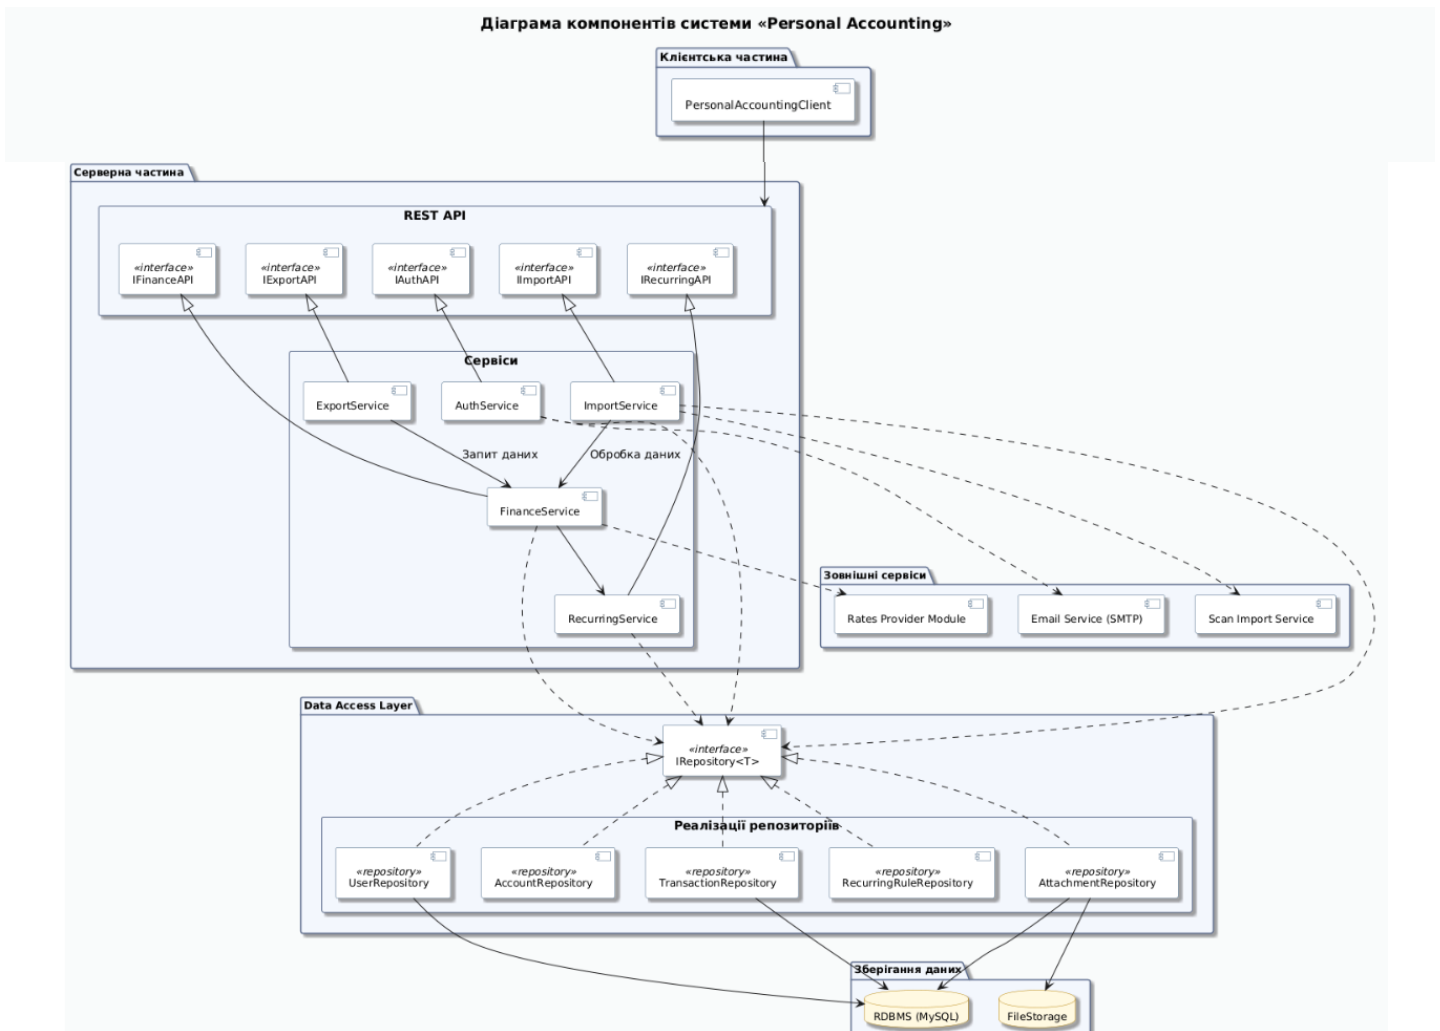 Діаграма компонентів системи «Personal Accounting»
Клієнтська частина
PersonalAccountingClient
Серверна частина
REST API
«interface»
IFinanceAPI
«interface»
IExportAPI
«interface»
IAuthAPI
«interface»
IImportAPI
«interface»
IRecurringAPI
Сервіси
ExportService
AuthService
ImportService
Запит даних
Обробка даних
FinanceService
RecurringService
Зовнішні сервіси
Rates Provider Module
Email Service (SMTP)
Scan Import Service
Data Access Layer
«interface»
IRepository<T>
Реалізації репозиторіїв
«repository»
UserRepository
«repository»
AccountRepository
«repository»
TransactionRepository
«repository»
RecurringRuleRepository
«repository»
AttachmentRepository
Зберігання даних
RDBMS (MySQL)
FileStorage